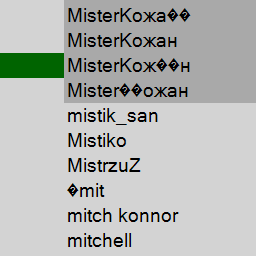 MisterКожа��
MisterКожан
MisterКож��н
Mister��ожан
mistik_san
Mistiko
MistrzuZ
�mit
mitch konnor
mitchell